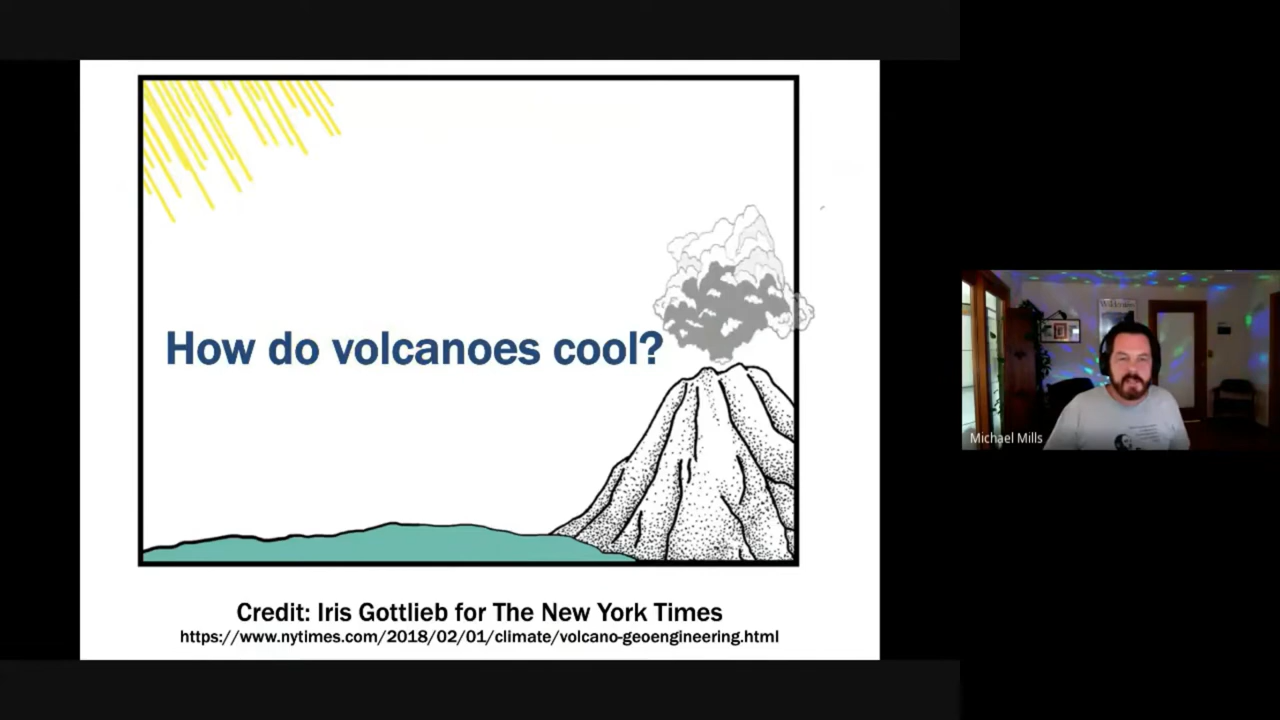 How do volcanoes cool?
Credit: Iris Gottlieb for The New York Times
https://www.nytimes.com/2018/02/01/climate/volcano-geoengineering.html
Michael Mills